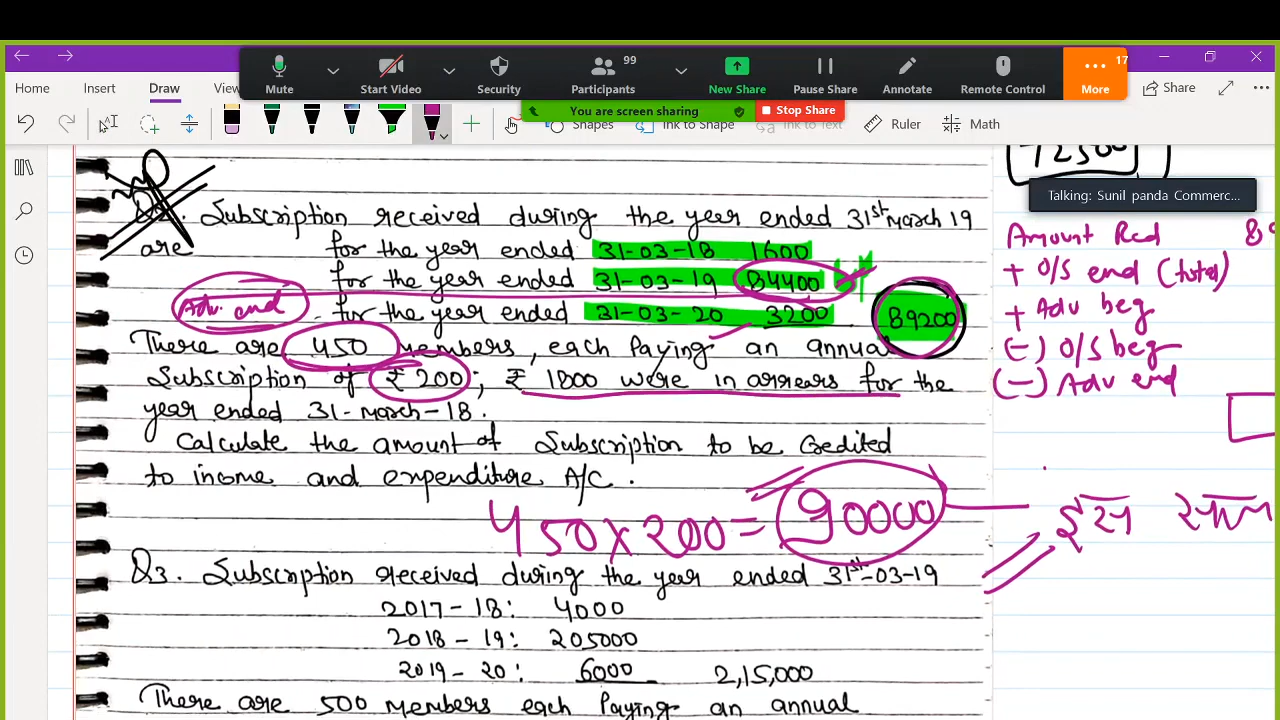 17
99
Mute
Start Video
Security
Participants
New Share
Pause Share
Annotate
Remote Control
More
Home
Insert
Draw
You are screen sharing
Stop Share
Share
Shapes
Ink to Shape
Ink to Text
Ruler
Math
72500
Talking: Sunil panda Commerc...
Subscription received during the year ended 31st March 19
are for the year ended 31-03-18 1600
for the year ended 31-03-19 84400
Adv. end for the year ended 31-03-20 3200 89200
There are 450 members, each Paying an annual
Subscription of ₹ 200; ₹ 1800 were in arrears for the
year ended 31-March-18.
Calculate the amount of Subscription to be Credited
to income and expenditure A/C.
450 x 200 = 90000
इस साल
Q3. Subscription received during the year ended 31st-03-19
2017-18: 4000
2018-19: 205000
2019-20: 6000 2,15,000
There are 500 members each Paying an annual
Amount Recd 89
+ O/S end (total)
+ Adv beg
(-) O/S beg
(-) Adv end